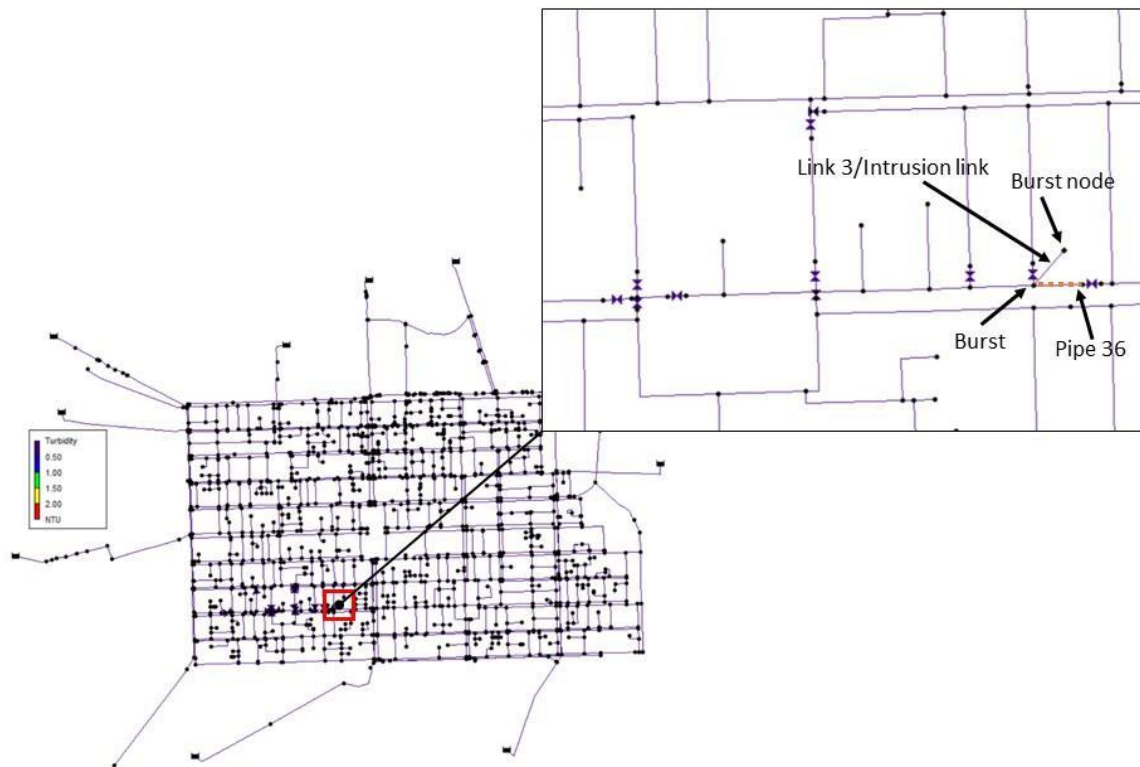 Link 3/Intrusion link
Burst node
Burst
Pipe 36
Turbidity
0.50
1.00
1.50
2.00
NTU